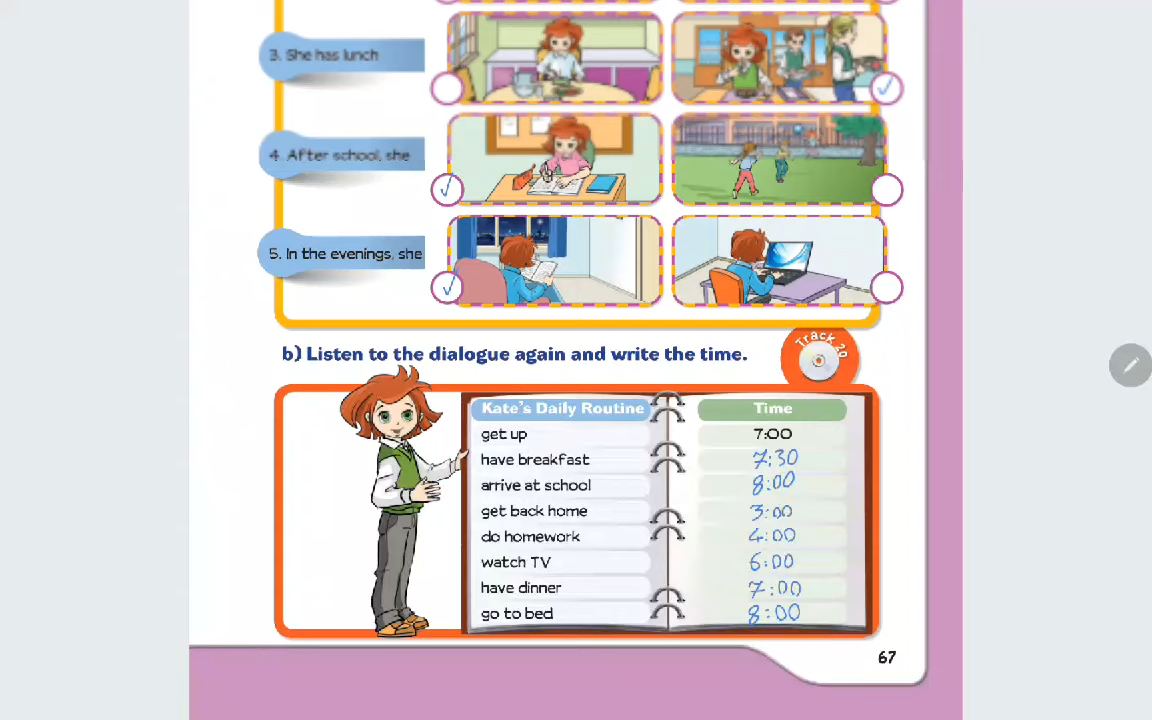 3. She has lunch
4. After school, she
5. In the evenings, she
b) Listen to the dialogue again and write the time.
Track 20
Kate's Daily Routine Time
get up 7:00
have breakfast 7:30
arrive at school 8:00
get back home 3:00
do homework 4:00
watch TV 6:00
have dinner 7:00
go to bed 8:00
67